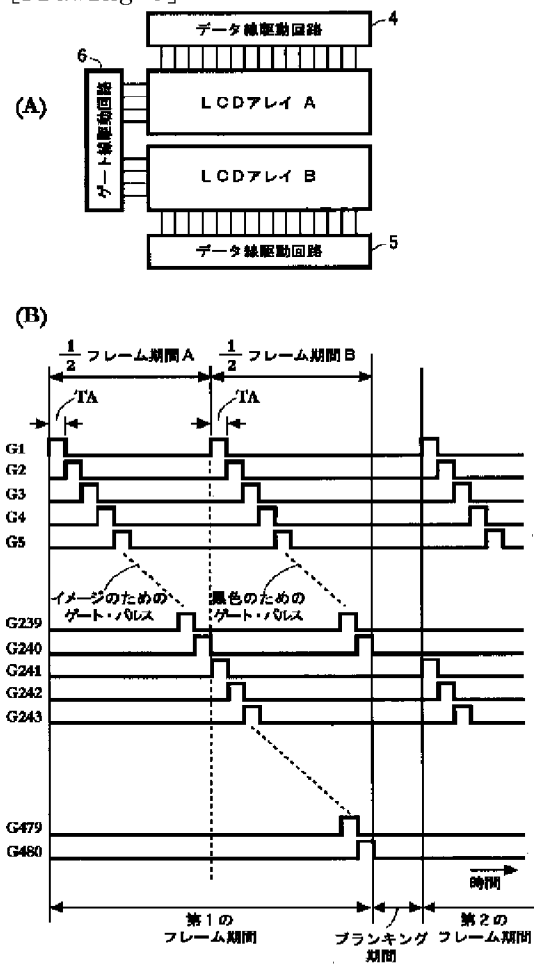 データ線駆動回路
4
6
(A)
ゲート線駆動回路
LCDアレイ A
LCDアレイ B
データ線駆動回路
5
(B)
1/2 フレーム期間A
1/2 フレーム期間B
TA
TA
G1
G2
G3
G4
G5
イメージのための
ゲート・パルス
黒色のための
ゲート・パルス
G239
G240
G241
G242
G243
G479
G480
時間
第1の
フレーム期間
ブランキング
期間
第2の
フレーム期間